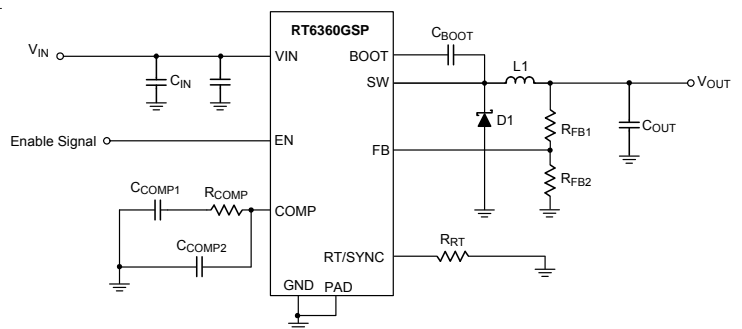 RT6360GSP
VIN
VIN
CIN
BOOT
CBOOT
SW
L1
VOUT
D1
RFB1
COUT
Enable Signal
EN
FB
RFB2
CCOMP1
RCOMP
COMP
CCOMP2
RT/SYNC
RRT
GND
PAD